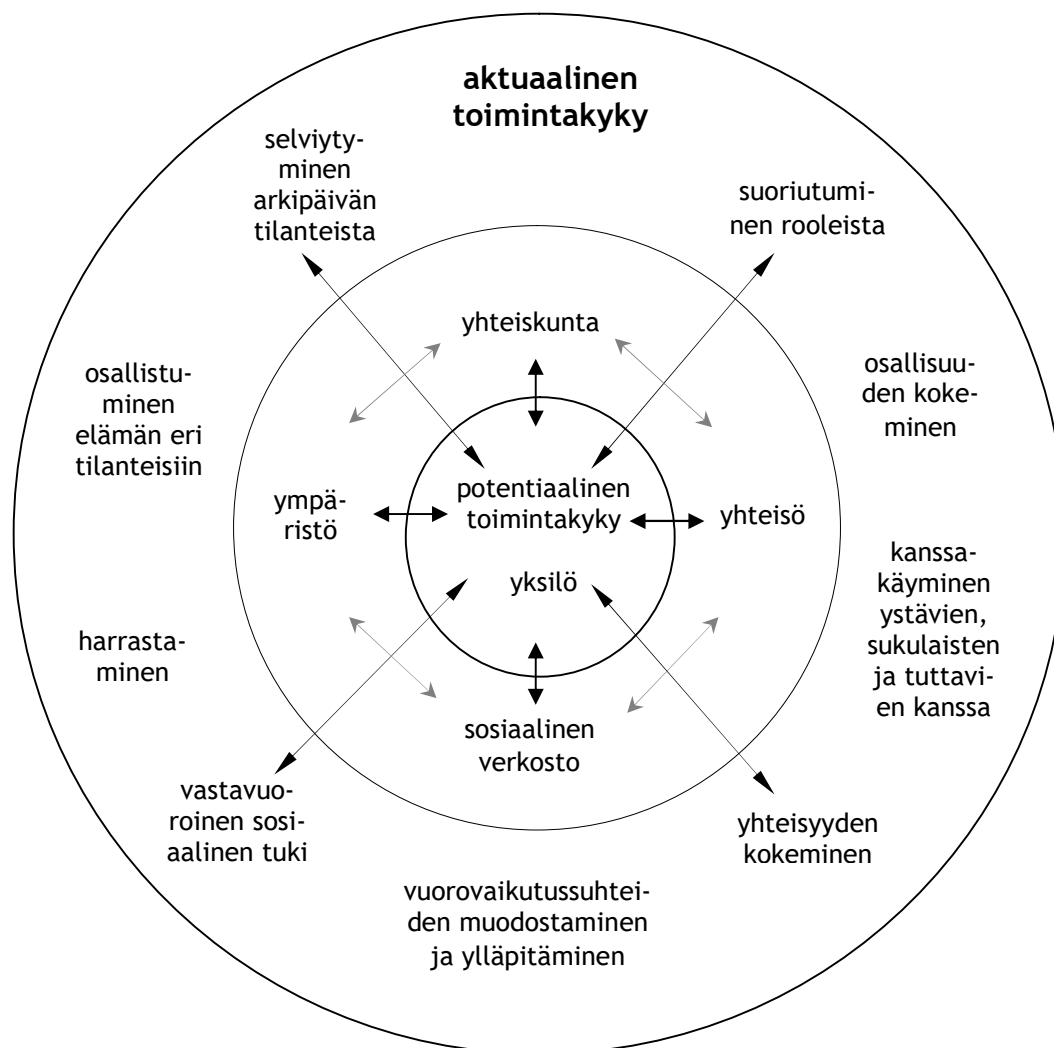 aktuaalinen
toimintakyky
selviyty-
minen
arkipäivän
tilanteista
suoriutumi-
nen rooleista
yhteiskunta
osallistu-
minen
elämän eri
tilanteisiin
osallisuu-
den koke-
minen
ympä-
ristö
potentiaalinen
toimintakyky
yksilö
yhteisö
kanssa-
käyminen
ystävien,
sukulaisten
ja tuttavi-
en kanssa
harrasta-
minen
sosiaalinen
verkosto
vastavuo-
roinen sosi-
aalinen tuki
yhteisyyden
kokeminen
vuorovaikutussuhtei-
den muodostaminen
ja ylläpitäminen